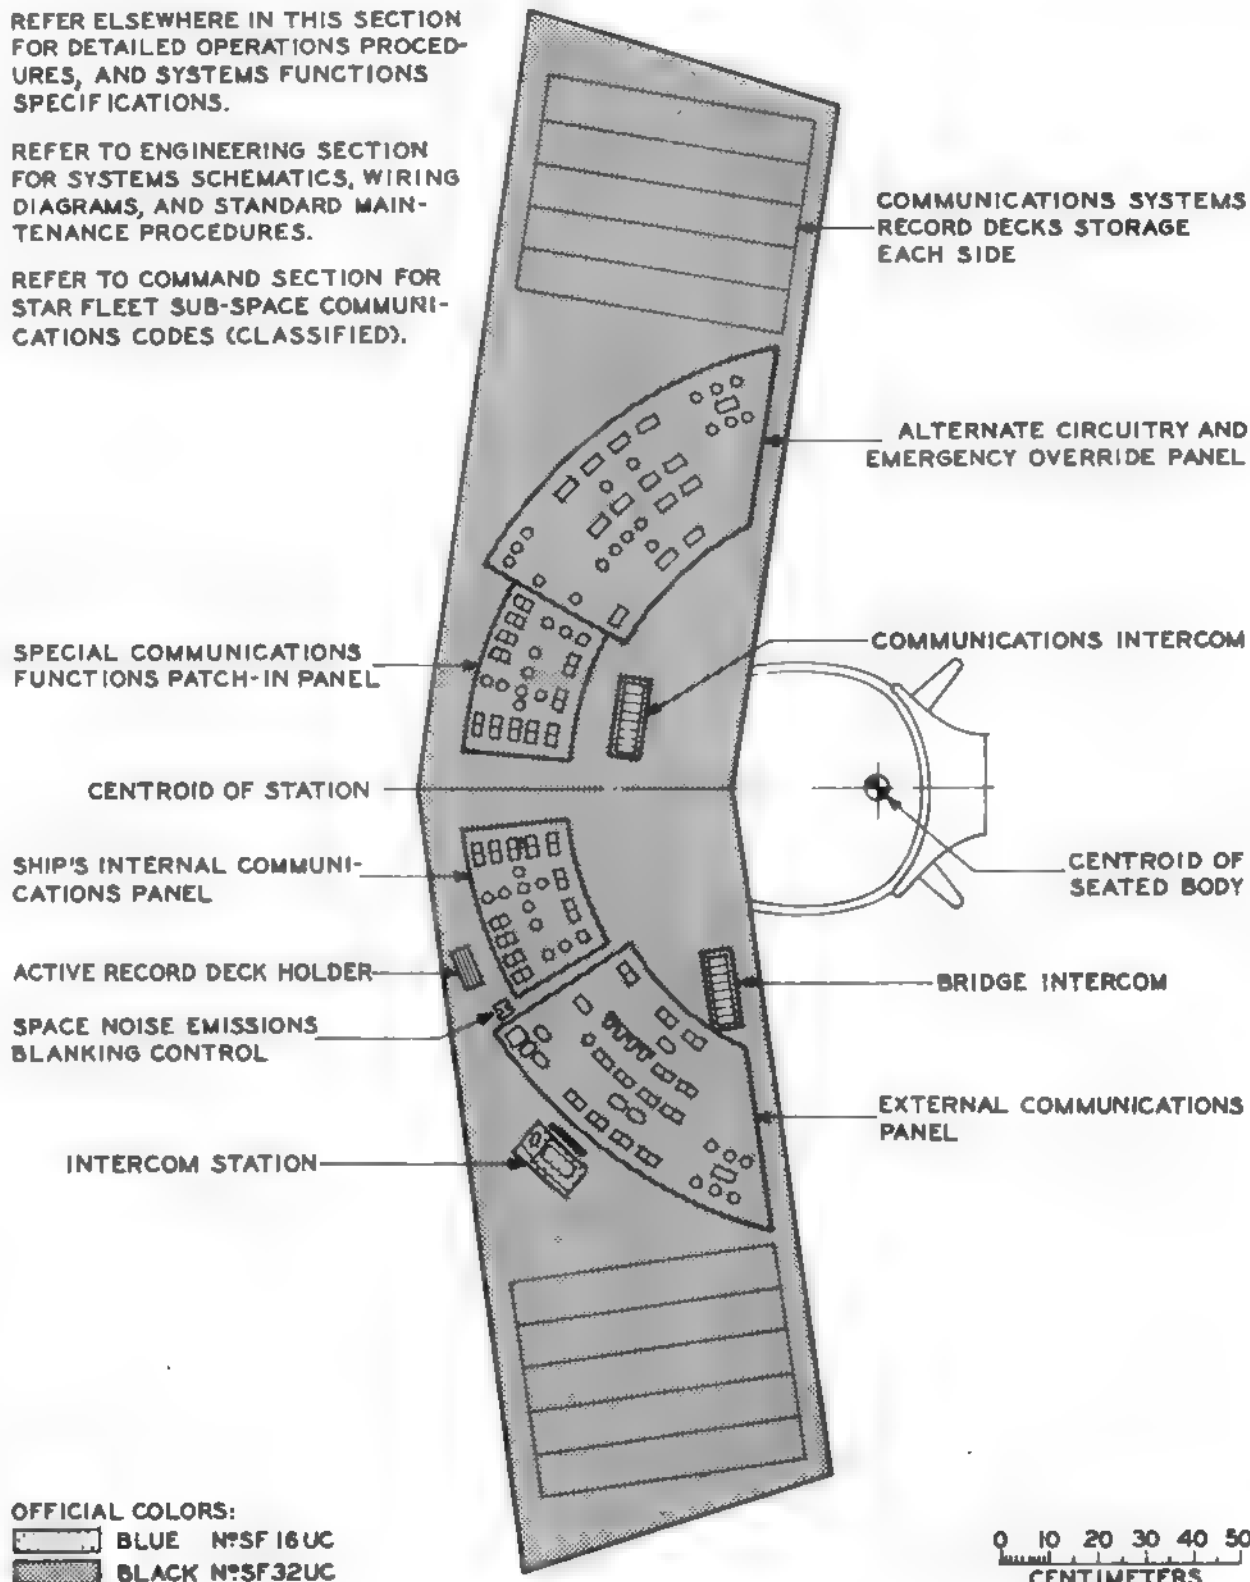 REFER ELSEWHERE IN THIS SECTION
FOR DETAILED OPERATIONS PROCED-
URES, AND SYSTEMS FUNCTIONS
SPECIFICATIONS.
REFER TO ENGINEERING SECTION
FOR SYSTEMS SCHEMATICS, WIRING
DIAGRAMS, AND STANDARD MAIN-
TENANCE PROCEDURES.
REFER TO COMMAND SECTION FOR
STAR FLEET SUB-SPACE COMMUNI-
CATIONS CODES (CLASSIFIED).
COMMUNICATIONS SYSTEMS
RECORD DECKS STORAGE
EACH SIDE
ALTERNATE CIRCUITRY AND
EMERGENCY OVERRIDE PANEL
SPECIAL COMMUNICATIONS
FUNCTIONS PATCH-IN PANEL
COMMUNICATIONS INTERCOM
CENTROID OF STATION
SHIP'S INTERNAL COMMUNI-
CATIONS PANEL
CENTROID OF
SEATED BODY
ACTIVE RECORD DECK HOLDER
BRIDGE INTERCOM
SPACE NOISE EMISSIONS
BLANKING CONTROL
EXTERNAL COMMUNICATIONS
PANEL
INTERCOM STATION
OFFICIAL COLORS:
BLUE Nº SF 16 UC
BLACK Nº SF32UC
0 10 20 30 40 50
CENTIMETERS